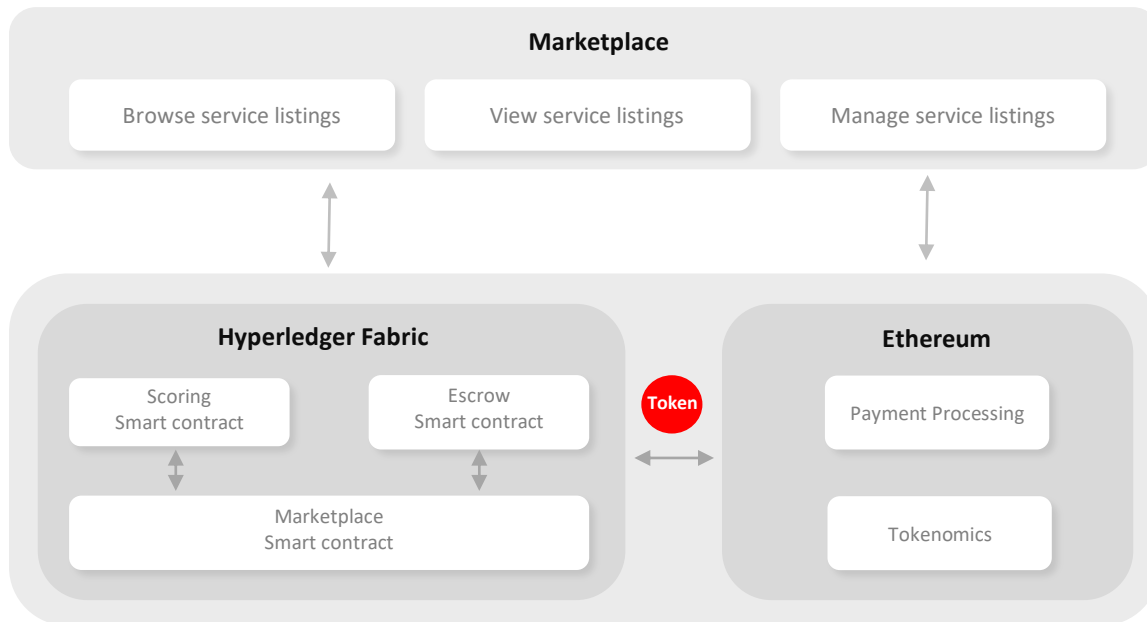 Marketplace
Browse service listings
View service listings
Manage service listings
Hyperledger Fabric
Scoring
Smart contract
Escrow
Smart contract
Marketplace
Smart contract
Token
Ethereum
Payment Processing
Tokenomics